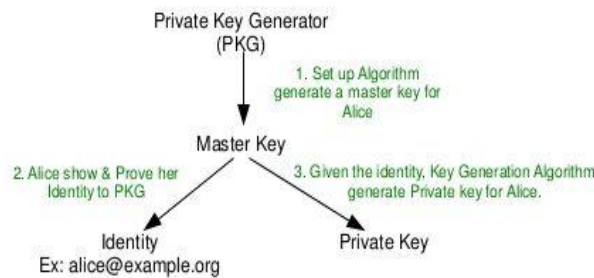 Private Key Generator
(PKG)
1. Set up Algorithm
generate a master key for
Alice
Master Key
2. Alice show & Prove her
Identity to PKG
3. Given the identity, Key Generation Algorithm
generate Private key for Alice.
Identity
Ex: alice@example.org
Private Key